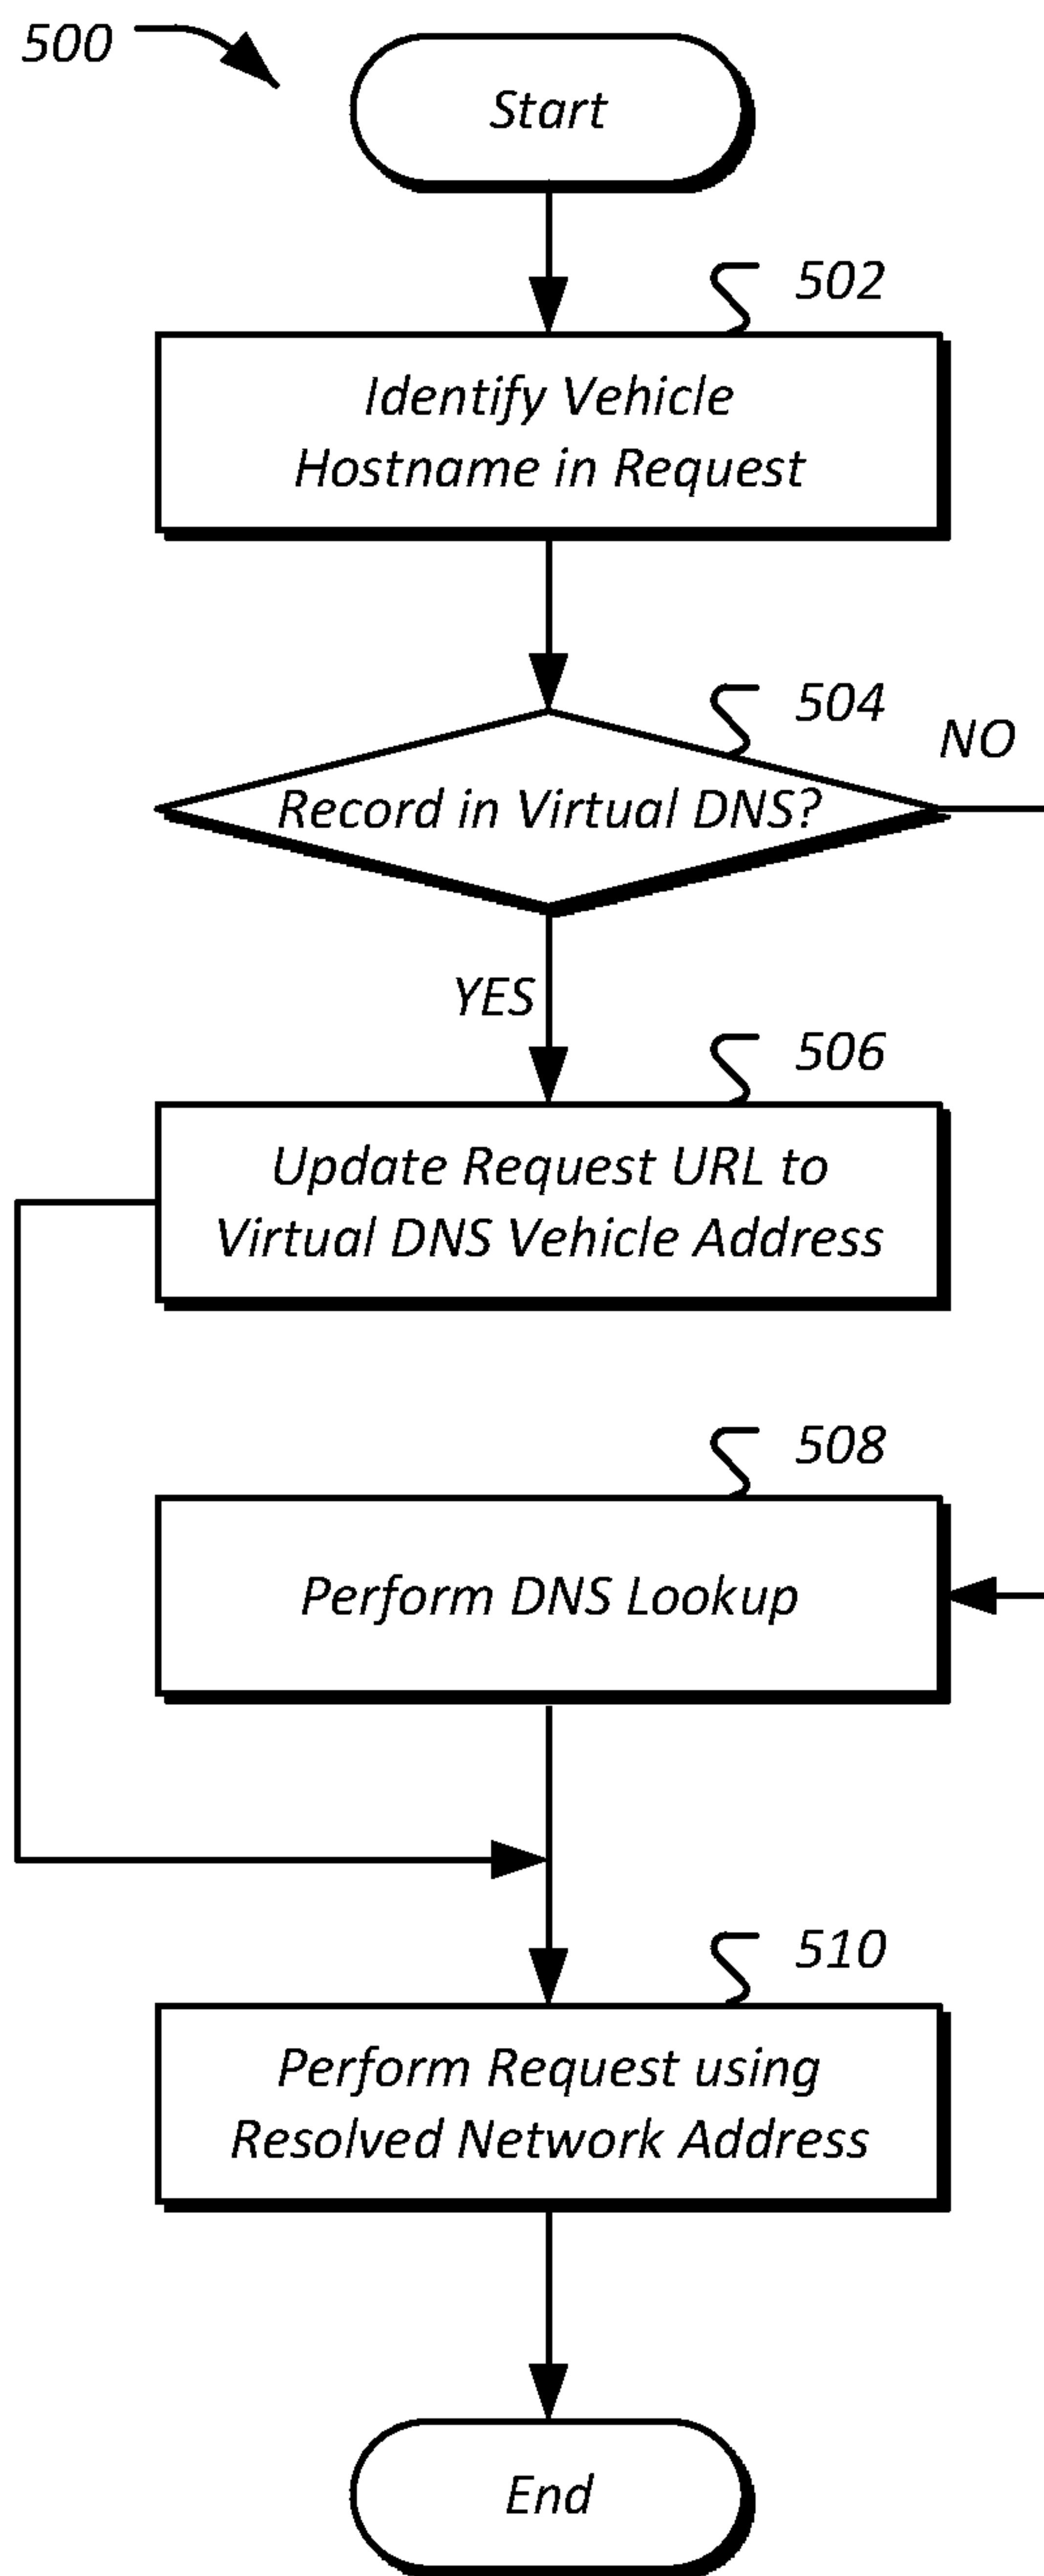 500
Start
502
Identify Vehicle
Hostname in Request
504
NO
Record in Virtual DNS?
YES
506
Update Request URL to
Virtual DNS Vehicle Address
508
Perform DNS Lookup
510
Perform Request using
Resolved Network Address
End